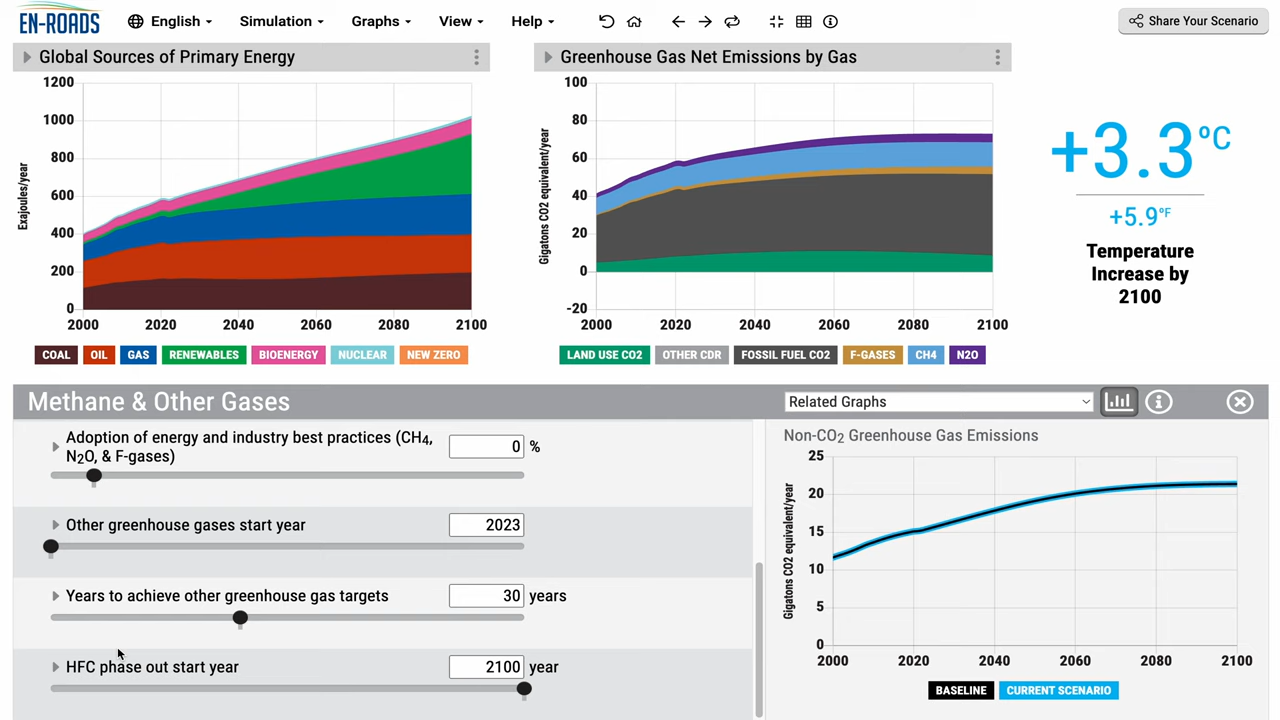 EN-ROADS
English
Simulation
Graphs
View
Help
Share Your Scenario
Global Sources of Primary Energy
Exajoules/year
1200
1000
800
600
400
200
0
2000 2020 2040 2060 2080 2100
COAL OIL GAS RENEWABLES BIOENERGY NUCLEAR NEW ZERO
Greenhouse Gas Net Emissions by Gas
Gigatons CO2 equivalent/year
100
80
60
40
20
0
-20
2000 2020 2040 2060 2080 2100
LAND USE CO2 OTHER CDR FOSSIL FUEL CO2 F-GASES CH4 N2O
+3.3 ºC
+5.9 ºF
Temperature
Increase by
2100
Methane & Other Gases
Related Graphs
Adoption of energy and industry best practices (CH₄,
N₂O, & F-gases)
0 %
Other greenhouse gases start year
2023
Years to achieve other greenhouse gas targets
30 years
HFC phase out start year
2100 year
Non-CO₂ Greenhouse Gas Emissions
Gigatons CO2 equivalent/year
25
20
15
10
5
0
2000 2020 2040 2060 2080 2100
BASELINE CURRENT SCENARIO